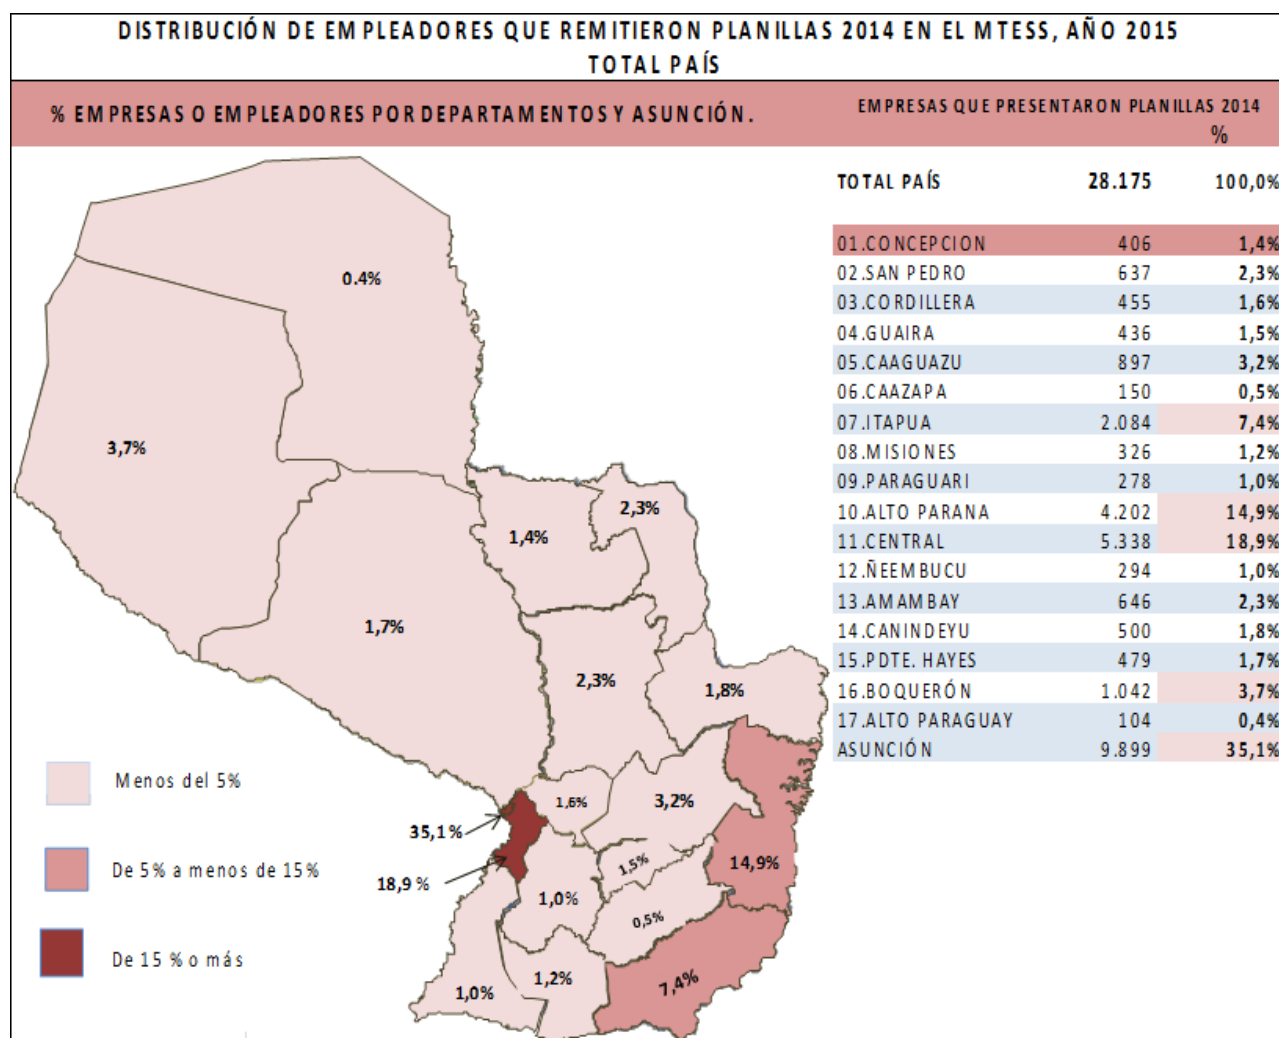 DISTRIBUCIÓN DE EMPLEADORES QUE REMITIERON PLANILLAS 2014 EN EL MTESS, AÑO 2015
TOTAL PAÍS
% EMPRESAS O EMPLEADORES POR DEPARTAMENTOS Y ASUNCIÓN.
EMPRESAS QUE PRESENTARON PLANILLAS 2014
%
TOTAL PAÍS 28.175 100,0%
01.CONCEPCION 406 1,4%
02.SAN PEDRO 637 2,3%
03.CORDILLERA 455 1,6%
04.GUAIRA 436 1,5%
05.CAAGUAZU 897 3,2%
06.CAAZAPA 150 0,5%
07.ITAPUA 2.084 7,4%
08.MISIONES 326 1,2%
09.PARAGUARI 278 1,0%
10.ALTO PARANA 4.202 14,9%
11.CENTRAL 5.338 18,9%
12.ÑEEMBUCU 294 1,0%
13.AMAMBAY 646 2,3%
14.CANINDEYU 500 1,8%
15.PDTE. HAYES 479 1,7%
16.BOQUERÓN 1.042 3,7%
17.ALTO PARAGUAY 104 0,4%
ASUNCIÓN 9.899 35,1%
0.4%
3,7%
2,3%
1,4%
1,7%
2,3%
1,8%
1,6%
3,2%
35,1%
1,5%
14,9%
18,9 %
1,0%
0,5%
1,2%
7,4%
1,0%
Menos del 5%
De 5% a menos de 15%
De 15 % o más